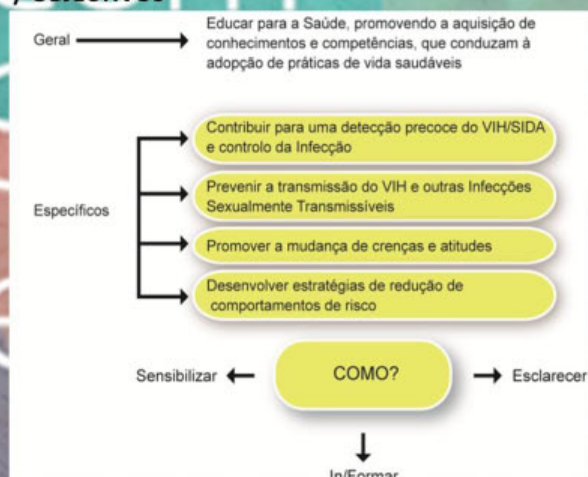 Geral
Educar para a Saúde, promovendo a aquisição de
conhecimentos e competências, que conduzam à
adopção de práticas de vida saudáveis
Específicos
Contribuir para uma detecção precoce do VIH/SIDA
e controlo da Infecção
Prevenir a transmissão do VIH e outras Infecções
Sexualmente Transmissíveis
Promover a mudança de crenças e atitudes
Desenvolver estratégias de redução de
comportamentos de risco
Sensibilizar
COMO?
Esclarecer
In/Formar